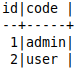 id|code |
--+-----+
 1|admin|
 2|user |